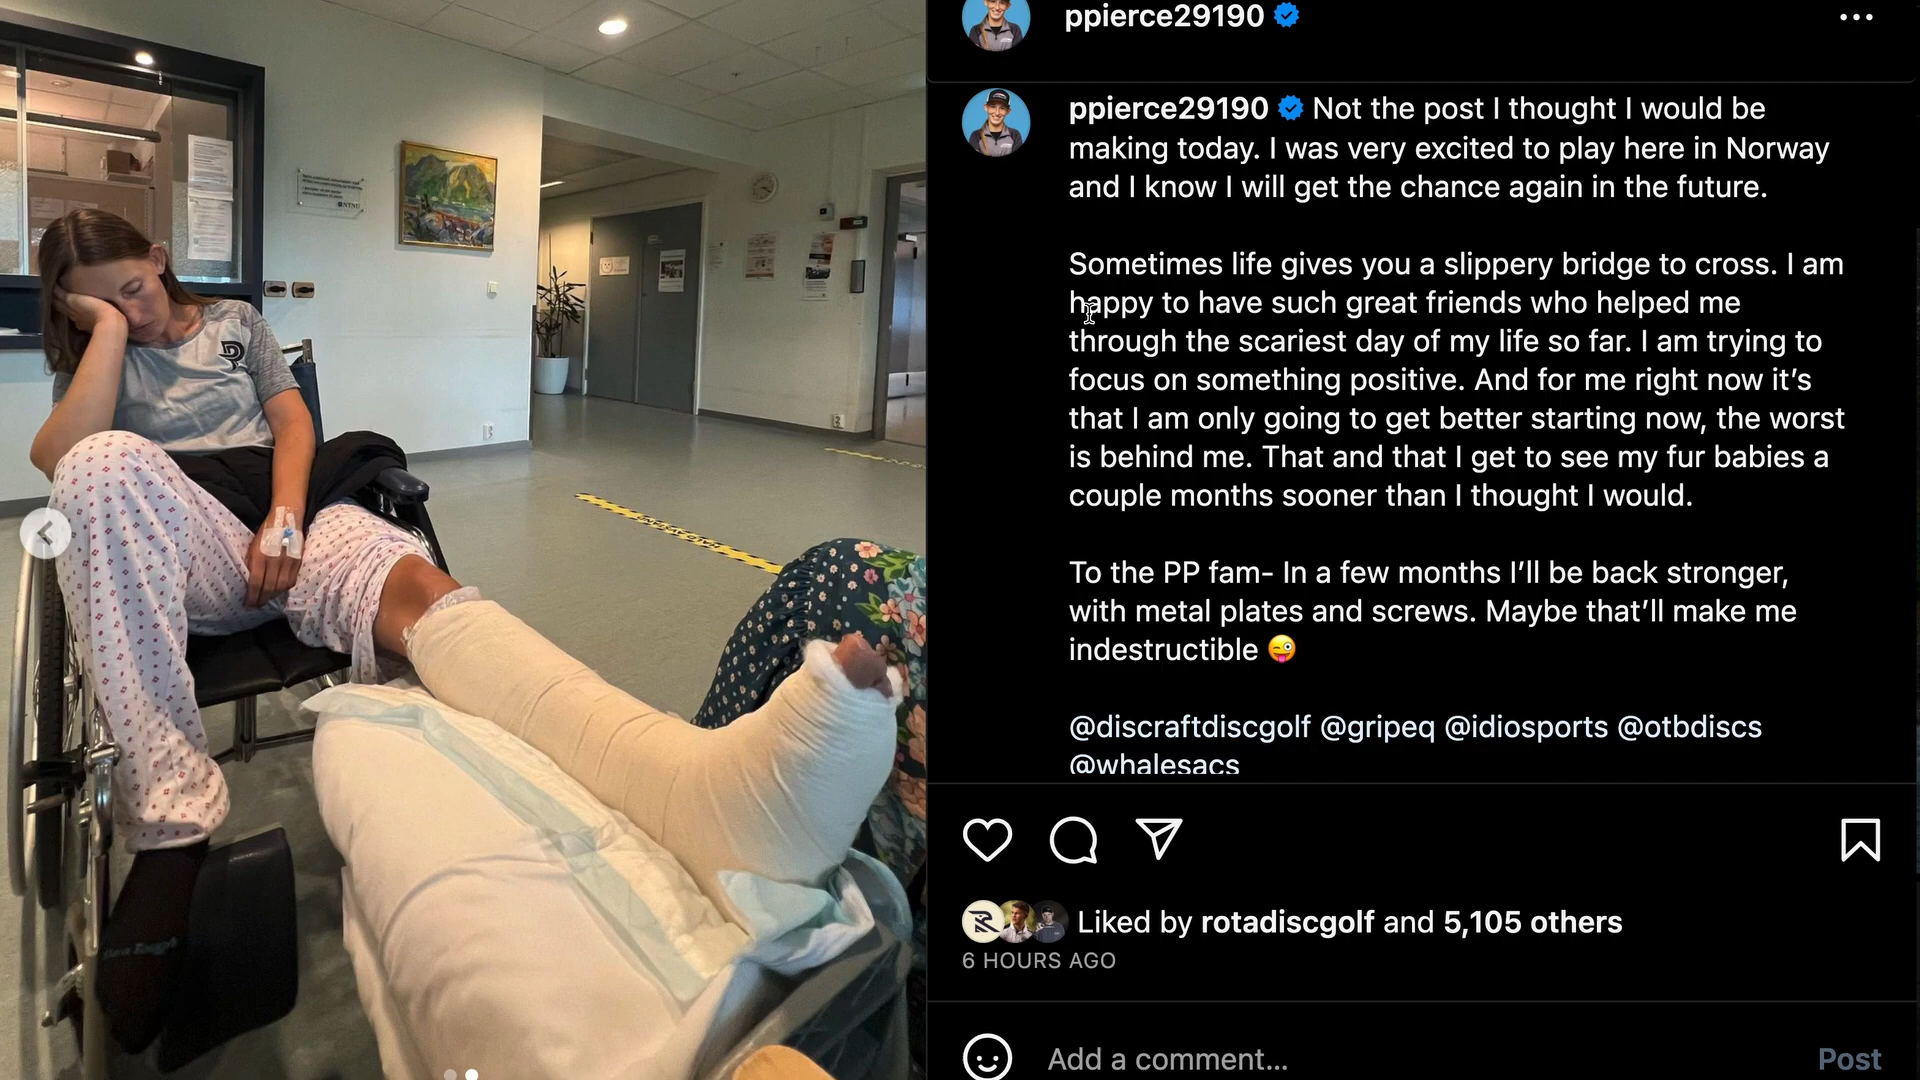 ppierce29190
ppierce29190 Not the post I thought I would be
making today. I was very excited to play here in Norway
and I know I will get the chance again in the future.
Sometimes life gives you a slippery bridge to cross. I am
happy to have such great friends who helped me
through the scariest day of my life so far. I am trying to
focus on something positive. And for me right now it’s
that I am only going to get better starting now, the worst
is behind me. That and that I get to see my fur babies a
couple months sooner than I thought I would.
To the PP fam- In a few months I’ll be back stronger,
with metal plates and screws. Maybe that’ll make me
indestructible 😜
@discraftdiscgolf @gripeq @idiosports @otbdiscs
@whalesacs
Liked by rotadiscgolf and 5,105 others
6 HOURS AGO
Add a comment...
Post
NTNU